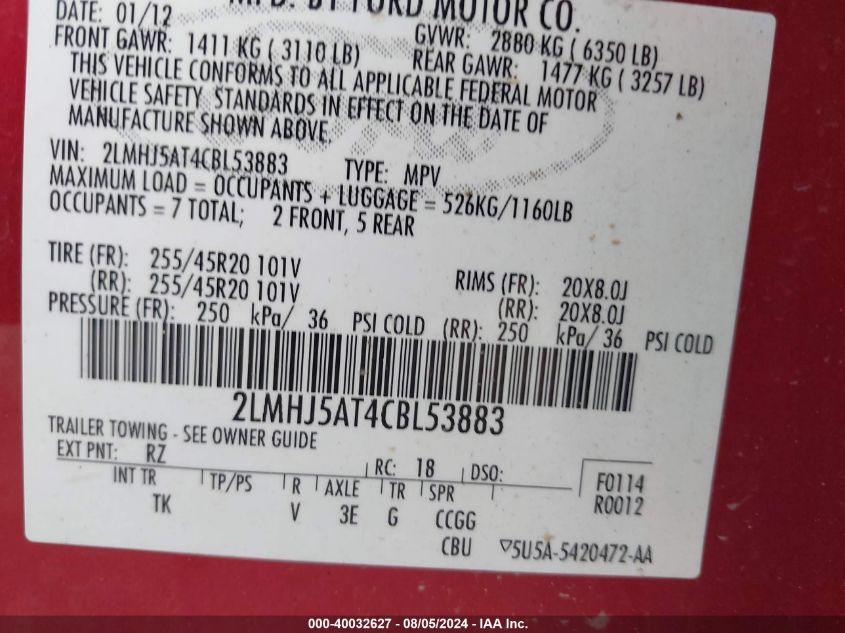 MFD. BY FORD MOTOR CO.
DATE: 01/12 GVWR: 2880 KG ( 6350 LB)
FRONT GAWR: 1411 KG ( 3110 LB) REAR GAWR: 1477 KG ( 3257 LB)
THIS VEHICLE CONFORMS TO ALL APPLICABLE FEDERAL MOTOR
VEHICLE SAFETY STANDARDS IN EFFECT ON THE DATE OF
MANUFACTURE SHOWN ABOVE.
VIN: 2LMHJ5AT4CBL53883 TYPE: MPV
MAXIMUM LOAD = OCCUPANTS + LUGGAGE = 526KG/1160LB
OCCUPANTS = 7 TOTAL; 2 FRONT, 5 REAR
TIRE (FR): 255/45R20 101V RIMS (FR): 20X8.0J
(RR): 255/45R20 101V (RR): 20X8.0J
PRESSURE (FR): 250 kPa/ 36 PSI COLD (RR): 250 kPa/ 36 PSI COLD
2LMHJ5AT4CBL53883
TRAILER TOWING - SEE OWNER GUIDE
EXT PNT: RZ RC: 18 DSO: F0114
INT TR TP/PS R AXLE TR SPR R0012
TK V 3E G CCGG
CBU ▽5U5A-5420472-AA
000-40032627 - 08/05/2024 - IAA Inc.